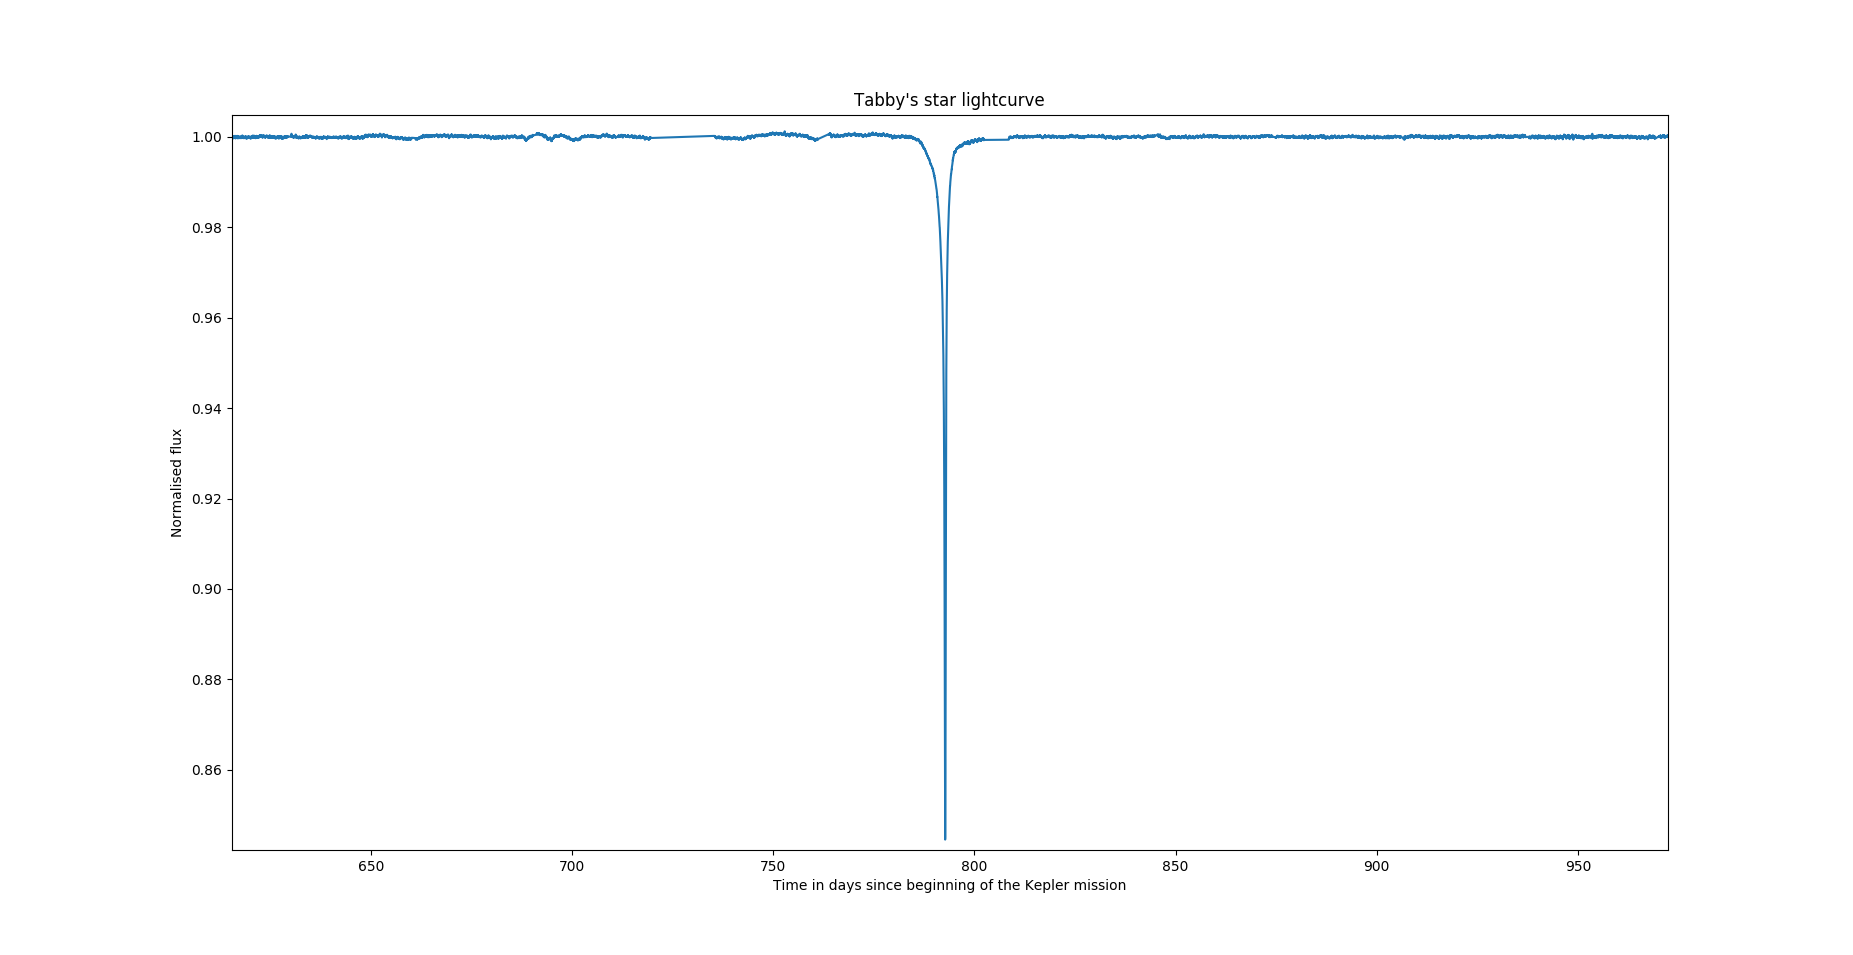 Tabby's star lightcurve
1.00
0.98
0.96
0.94
0.92
0.90
0.88
0.86
Normalised flux
650 700 750 800 850 900 950
Time in days since beginning of the Kepler mission